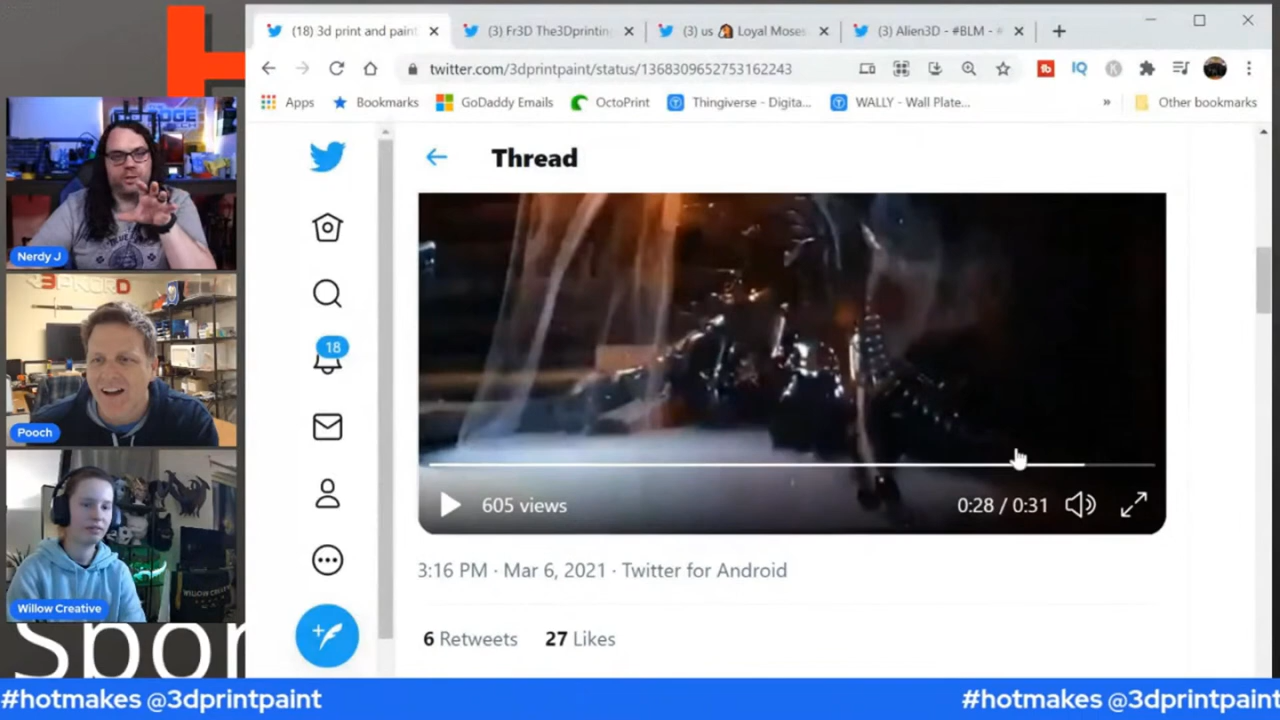 (18) 3d print and paint
(3) Fr3D The3Dprintin
(3) us Loyal Moses
(3) Alien3D - #BLM -
twitter.com/3dprintpaint/status/1368309652753162243
Apps
Bookmarks
GoDaddy Emails
OctoPrint
Thingiverse - Digita...
WALLY - Wall Plate...
»
Other bookmarks
Thread
18
605 views
0:28 / 0:31
3:16 PM · Mar 6, 2021 · Twitter for Android
6 Retweets 27 Likes
Nerdy J
Pooch
Willow Creative
Spor
#hotmakes @3dprintpaint
#hotmakes @3dprintpaint